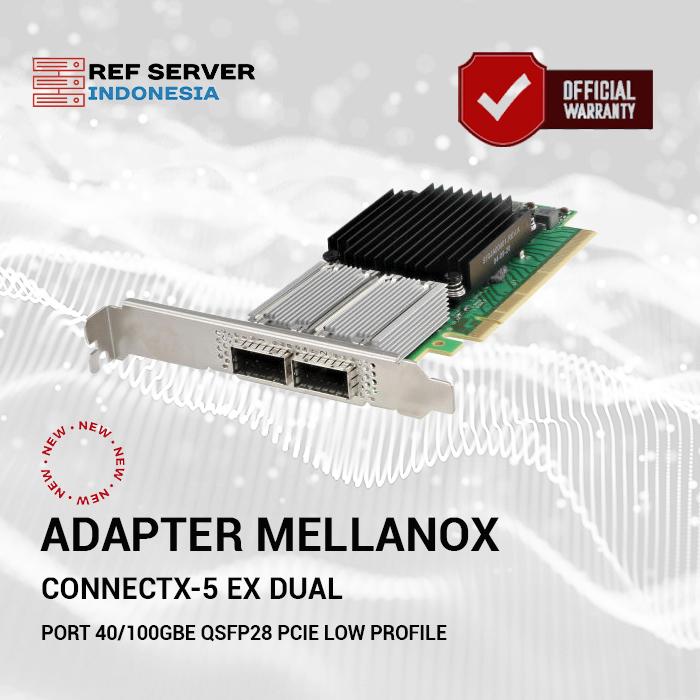 REF SERVER
INDONESIA
OFFICIAL
WARRANTY
NEW · NEW · NEW · NEW · NEW ·
ADAPTER MELLANOX
CONNECTX-5 EX DUAL
PORT 40/100GBE QSFP28 PCIE LOW PROFILE